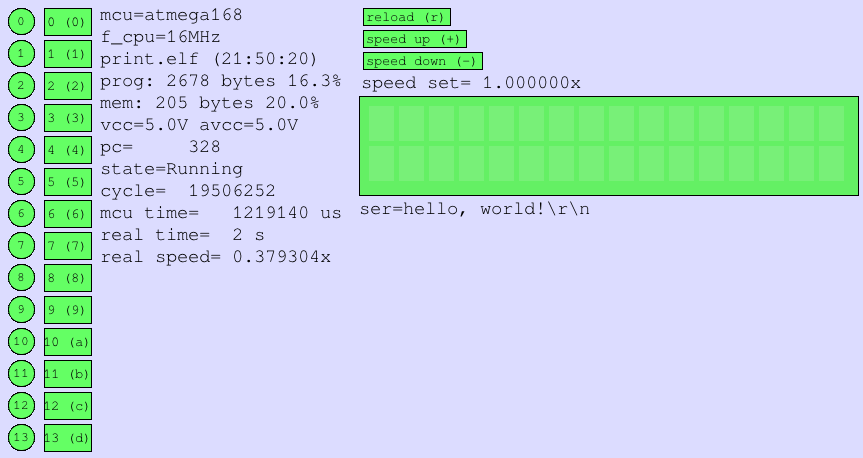 0 0 (0) mcu=atmega168 reload (r)
f_cpu=16MHz speed up (+)
1 1 (1) print.elf (21:50:20) speed down (-)
2 2 (2) prog: 2678 bytes 16.3% speed set= 1.000000x
mem: 205 bytes 20.0%
3 3 (3) vcc=5.0V avcc=5.0V
4 4 (4) pc= 328
state=Running
5 5 (5) cycle= 19506252
6 6 (6) mcu time= 1219140 us ser=hello, world!\r\n
7 7 (7) real time= 2 s
real speed= 0.379304x
8 8 (8)
9 9 (9)
10 10 (a)
11 11 (b)
12 12 (c)
13 13 (d)